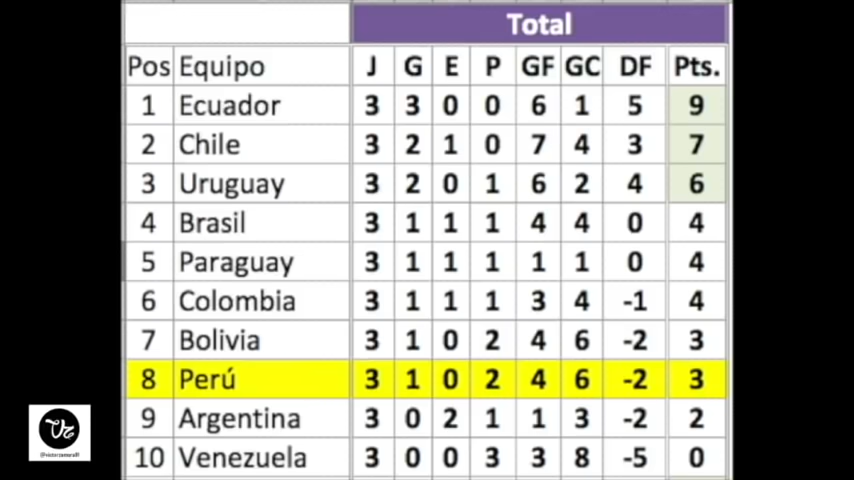 Total
Pos Equipo J G E P GF GC DF Pts.
1 Ecuador 3 3 0 0 6 1 5 9
2 Chile 3 2 1 0 7 4 3 7
3 Uruguay 3 2 0 1 6 2 4 6
4 Brasil 3 1 1 1 4 4 0 4
5 Paraguay 3 1 1 1 1 1 0 4
6 Colombia 3 1 1 1 3 4 -1 4
7 Bolivia 3 1 0 2 4 6 -2 3
8 Perú 3 1 0 2 4 6 -2 3
9 Argentina 3 0 2 1 1 3 -2 2
10 Venezuela 3 0 0 3 3 8 -5 0